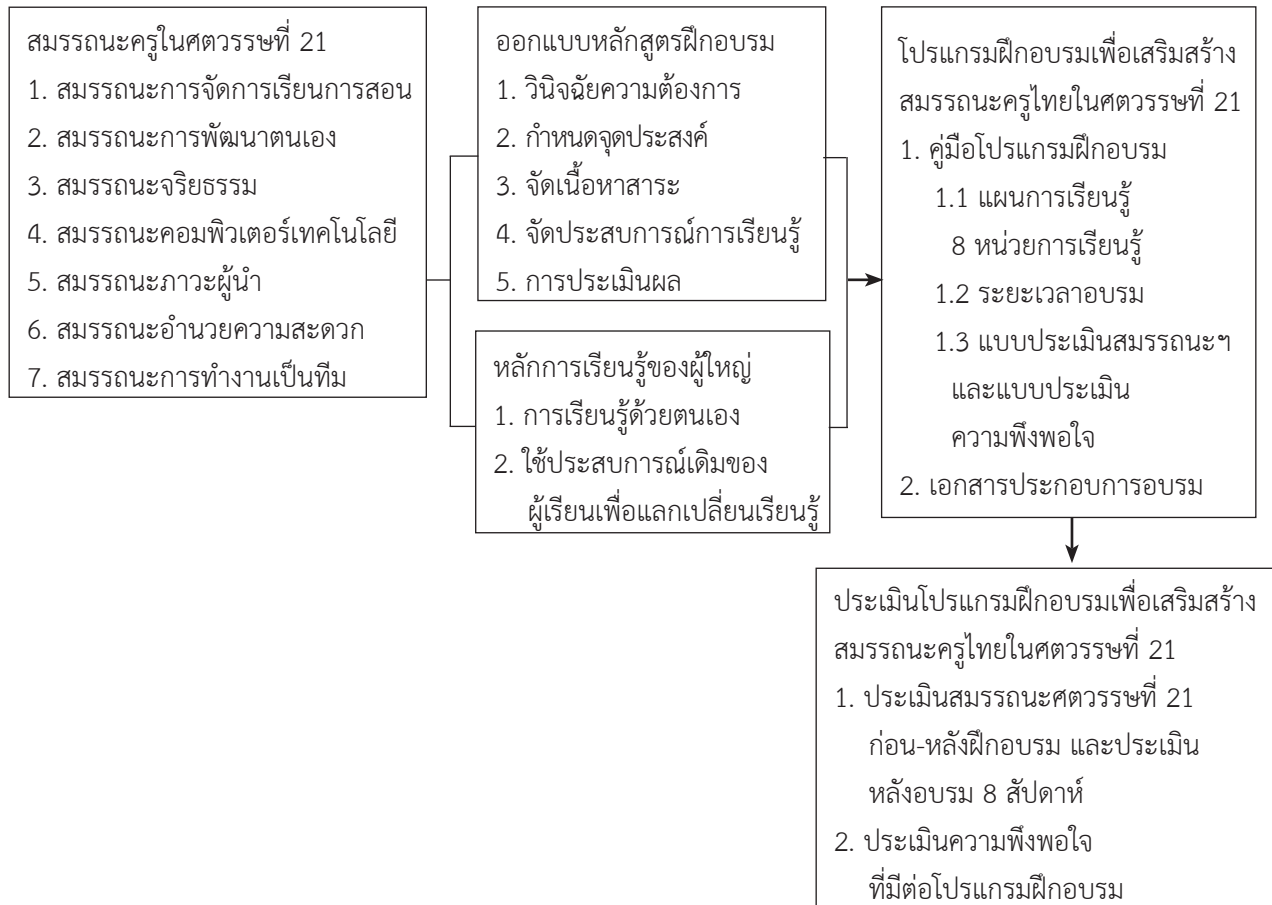 สมรรถนะครูในศตวรรษที่ 21
1. สมรรถนะการจัดการเรียนการสอน
2. สมรรถนะการพัฒนาตนเอง
3. สมรรถนะจริยธรรม
4. สมรรถนะคอมพิวเตอร์เทคโนโลยี
5. สมรรถนะภาวะผู้นำ
6. สมรรถนะอำนวยความสะดวก
7. สมรรถนะการทำงานเป็นทีม
ออกแบบหลักสูตรฝึกอบรม
1. วินิจฉัยความต้องการ
2. กำหนดจุดประสงค์
3. จัดเนื้อหาสาระ
4. จัดประสบการณ์การเรียนรู้
5. การประเมินผล
หลักการเรียนรู้ของผู้ใหญ่
1. การเรียนรู้ด้วยตนเอง
2. ใช้ประสบการณ์เดิมของ
ผู้เรียนเพื่อแลกเปลี่ยนเรียนรู้
โปรแกรมฝึกอบรมเพื่อเสริมสร้าง
สมรรถนะครูไทยในศตวรรษที่ 21
1. คู่มือโปรแกรมฝึกอบรม
1.1 แผนการเรียนรู้
8 หน่วยการเรียนรู้
1.2 ระยะเวลาอบรม
1.3 แบบประเมินสมรรถนะฯ
และแบบประเมิน
ความพึงพอใจ
2. เอกสารประกอบการอบรม
ประเมินโปรแกรมฝึกอบรมเพื่อเสริมสร้าง
สมรรถนะครูไทยในศตวรรษที่ 21
1. ประเมินสมรรถนะศตวรรษที่ 21
ก่อน-หลังฝึกอบรม และประเมิน
หลังอบรม 8 สัปดาห์
2. ประเมินความพึงพอใจ
ที่มีต่อโปรแกรมฝึกอบรม